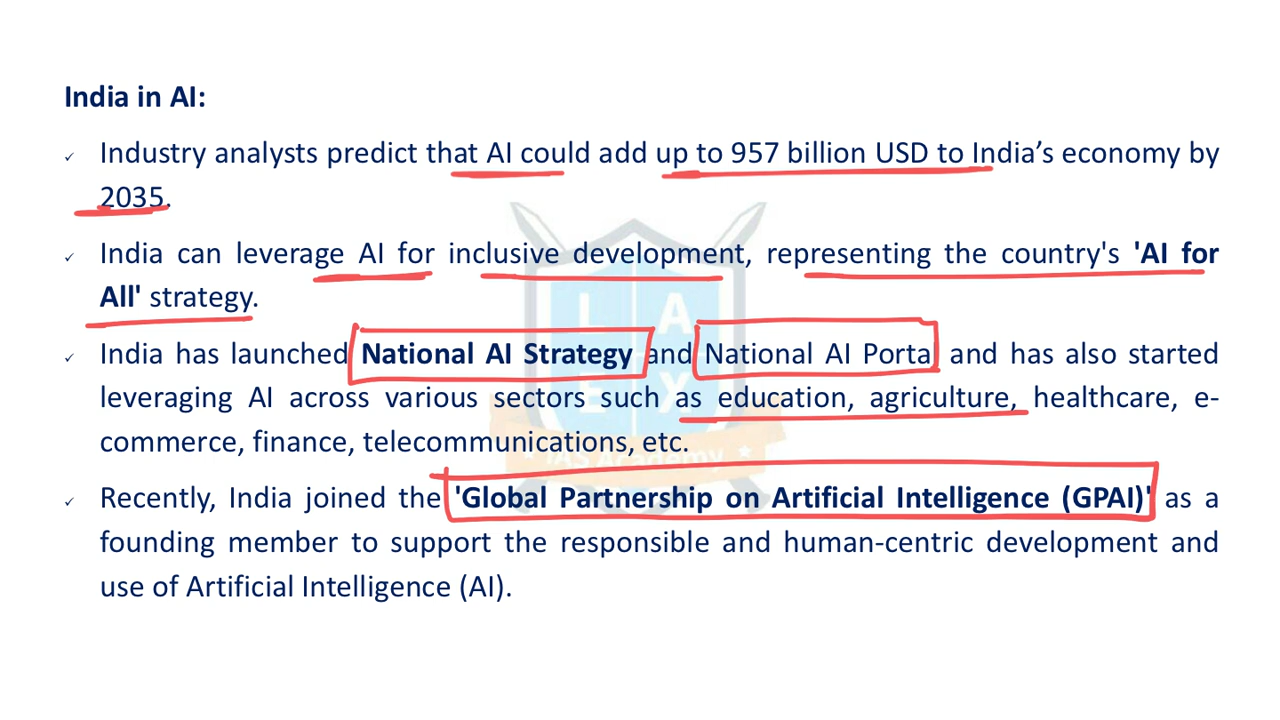 India in AI:
✓ Industry analysts predict that AI could add up to 957 billion USD to India’s economy by
2035.
✓ India can leverage AI for inclusive development, representing the country's 'AI for
All' strategy.
✓ India has launched National AI Strategy and National AI Porta and has also started
leveraging AI across various sectors such as education, agriculture, healthcare, e-
commerce, finance, telecommunications, etc.
✓ Recently, India joined the 'Global Partnership on Artificial Intelligence (GPAI)' as a
founding member to support the responsible and human-centric development and
use of Artificial Intelligence (AI).
L A
E X
IAS Academy